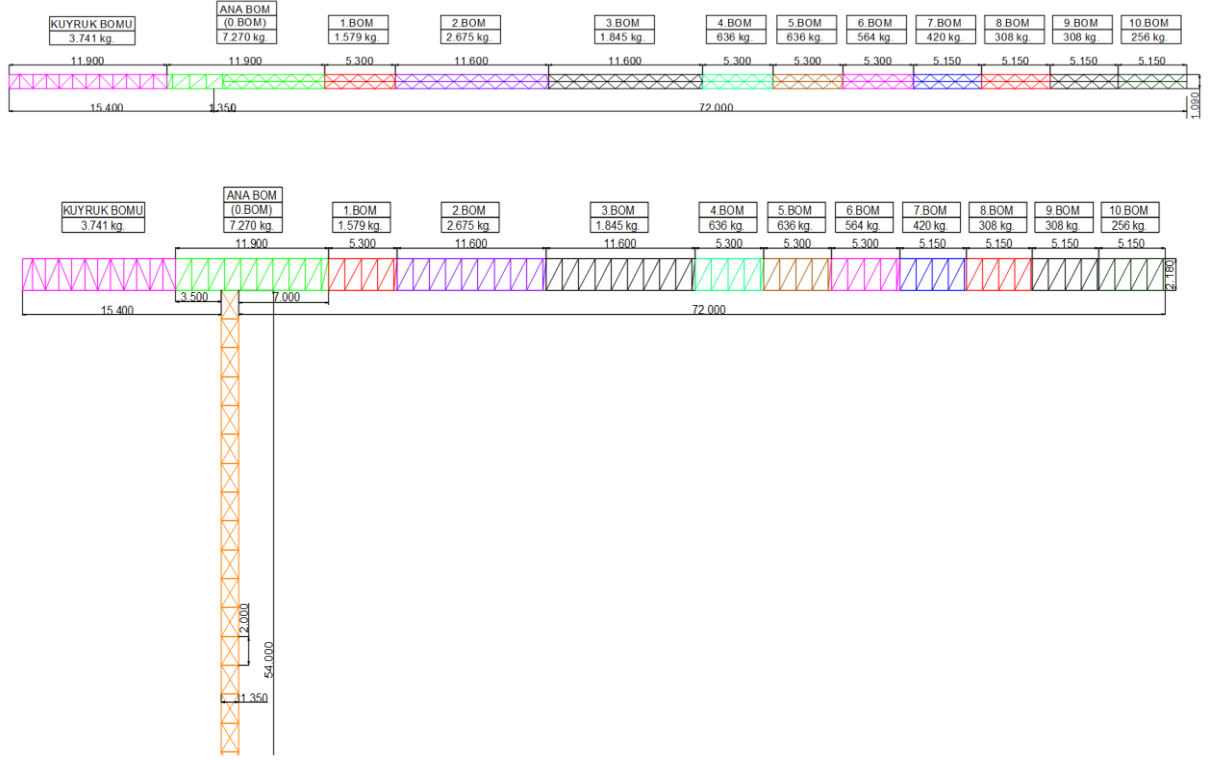 KUYRUK BOMU
3.741 kg.
ANA BOM
(0.BOM)
7.270 kg.
1.BOM
1.579 kg.
2.BOM
2.675 kg.
3.BOM
1.845 kg.
4.BOM
636 kg.
5.BOM
636 kg.
6.BOM
564 kg.
7.BOM
420 kg.
8.BOM
308 kg.
9.BOM
308 kg.
10.BOM
256 kg.
11.900
11.900
5.300
11.600
11.600
5.300
5.300
5.300
5.150
5.150
5.150
5.150
15.400
1.350
72.000
1.090
KUYRUK BOMU
3.741 kg.
ANA BOM
(0.BOM)
7.270 kg.
1.BOM
1.579 kg.
2.BOM
2.675 kg.
3.BOM
1.845 kg.
4.BOM
636 kg.
5.BOM
636 kg.
6.BOM
564 kg.
7.BOM
420 kg.
8.BOM
308 kg.
9.BOM
308 kg.
10.BOM
256 kg.
11.900
5.300
11.600
11.600
5.300
5.300
5.300
5.150
5.150
5.150
5.150
2.180
3.500
7.000
15.400
72.000
2.000
54.000
1.350